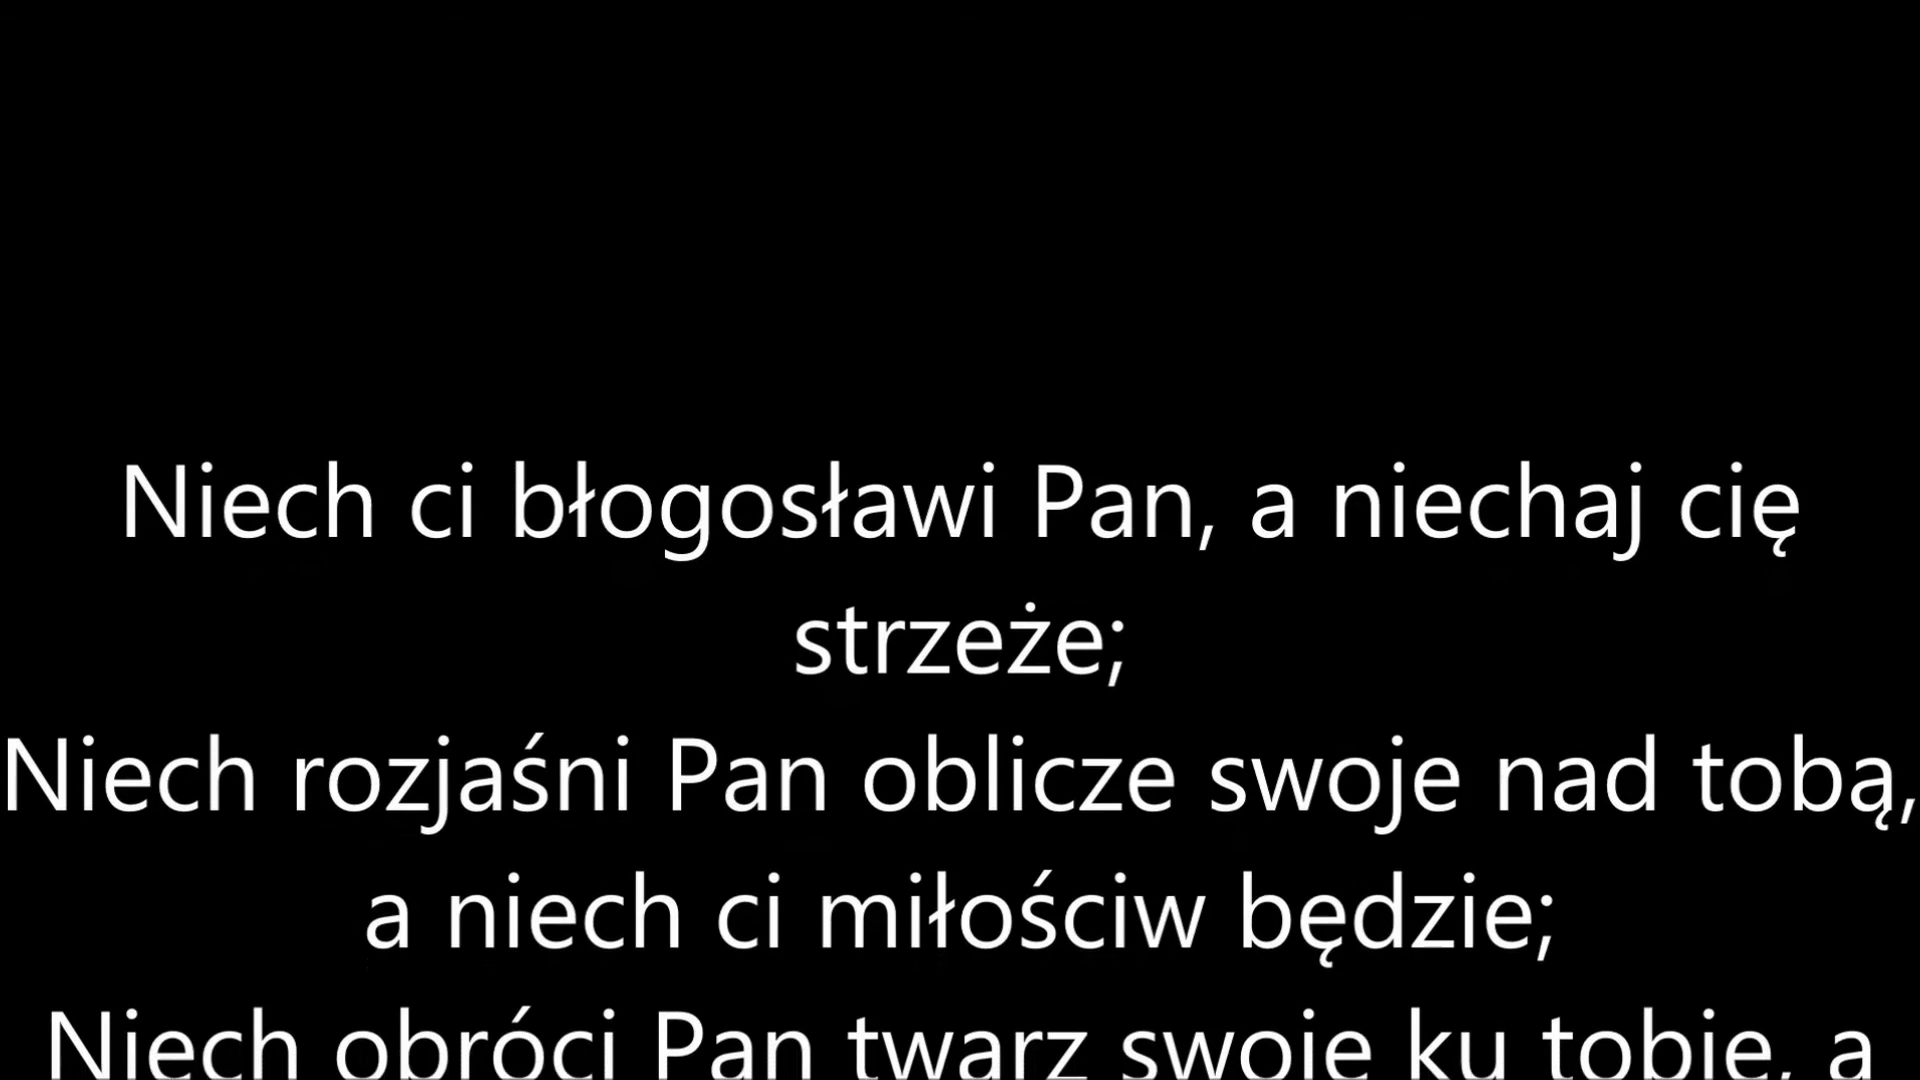 Niech ci błogosławi Pan, a niechaj cię
strzeże;
Niech rozjaśni Pan oblicze swoje nad tobą,
a niech ci miłościw będzie;
Niech obróci Pan twarz swoje ku tobie, a